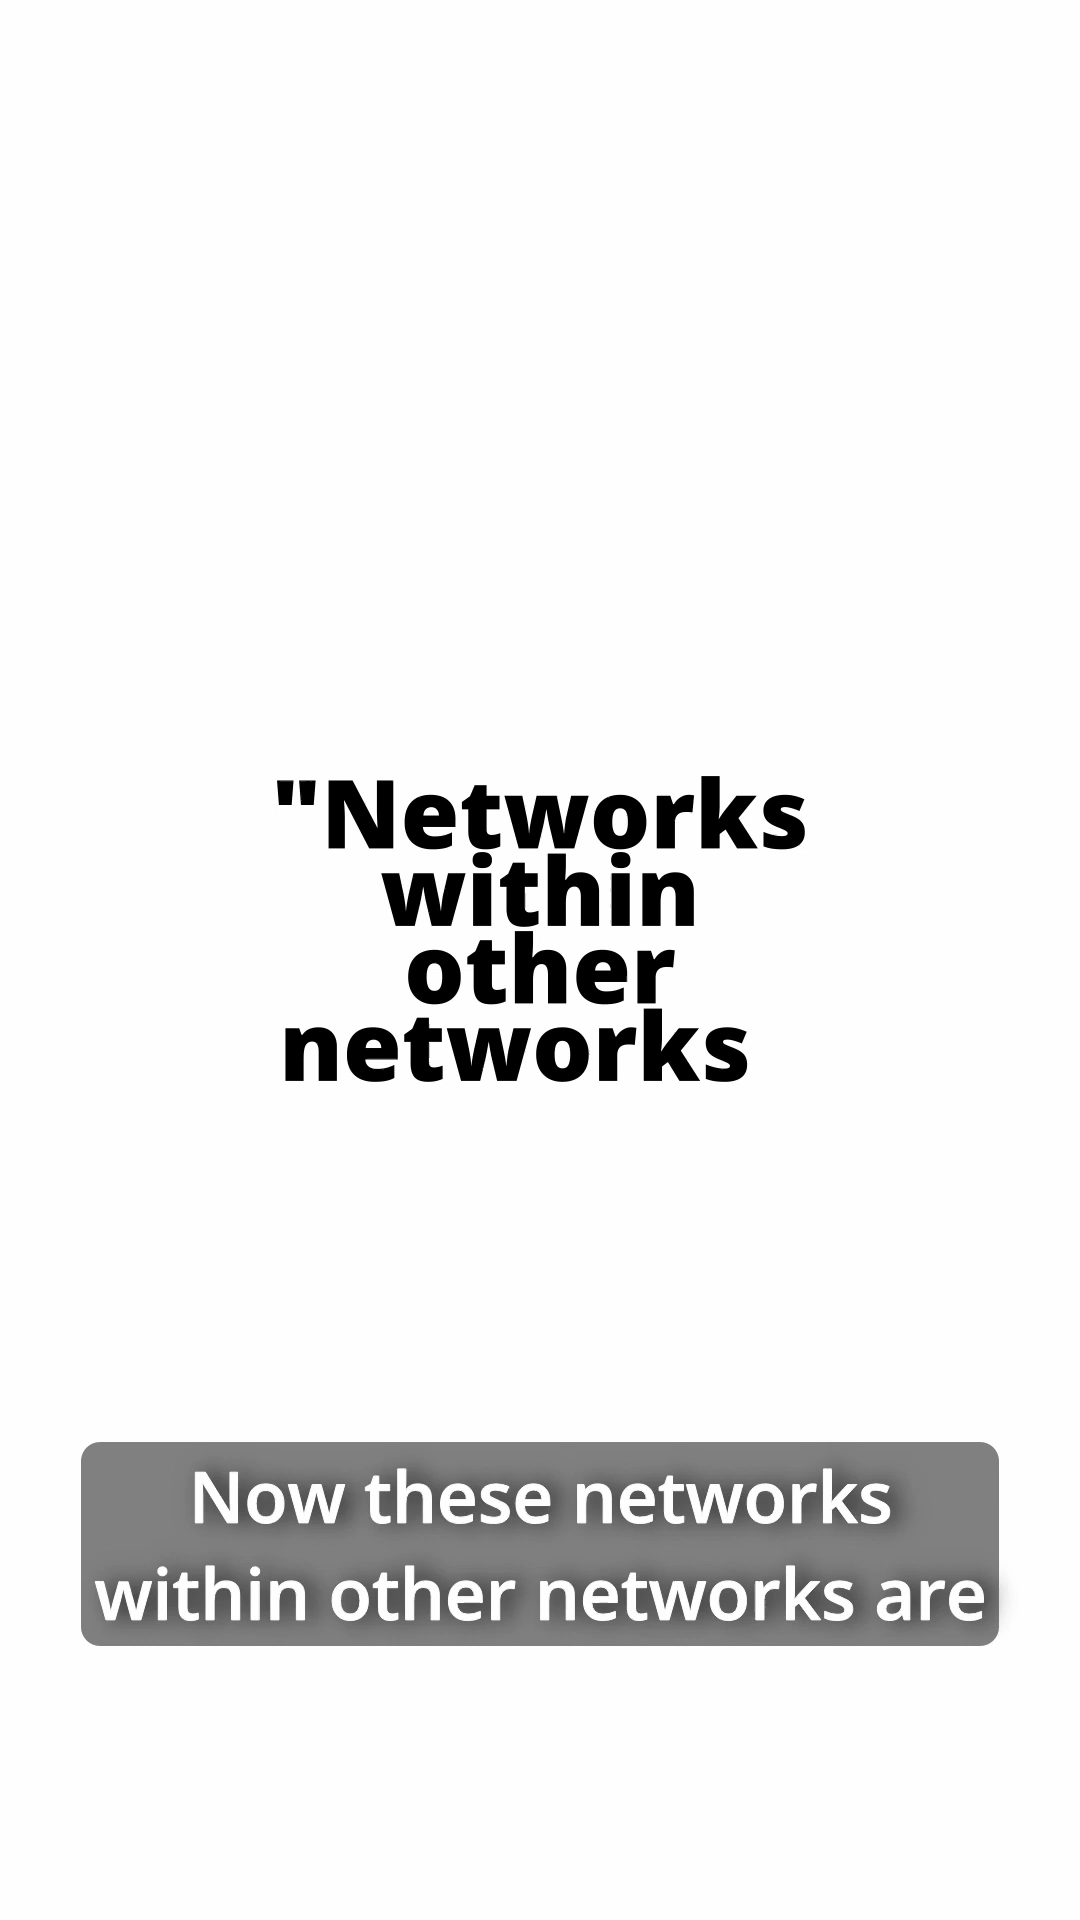 "Networks
within
other
networks
Now these networks
within other networks are